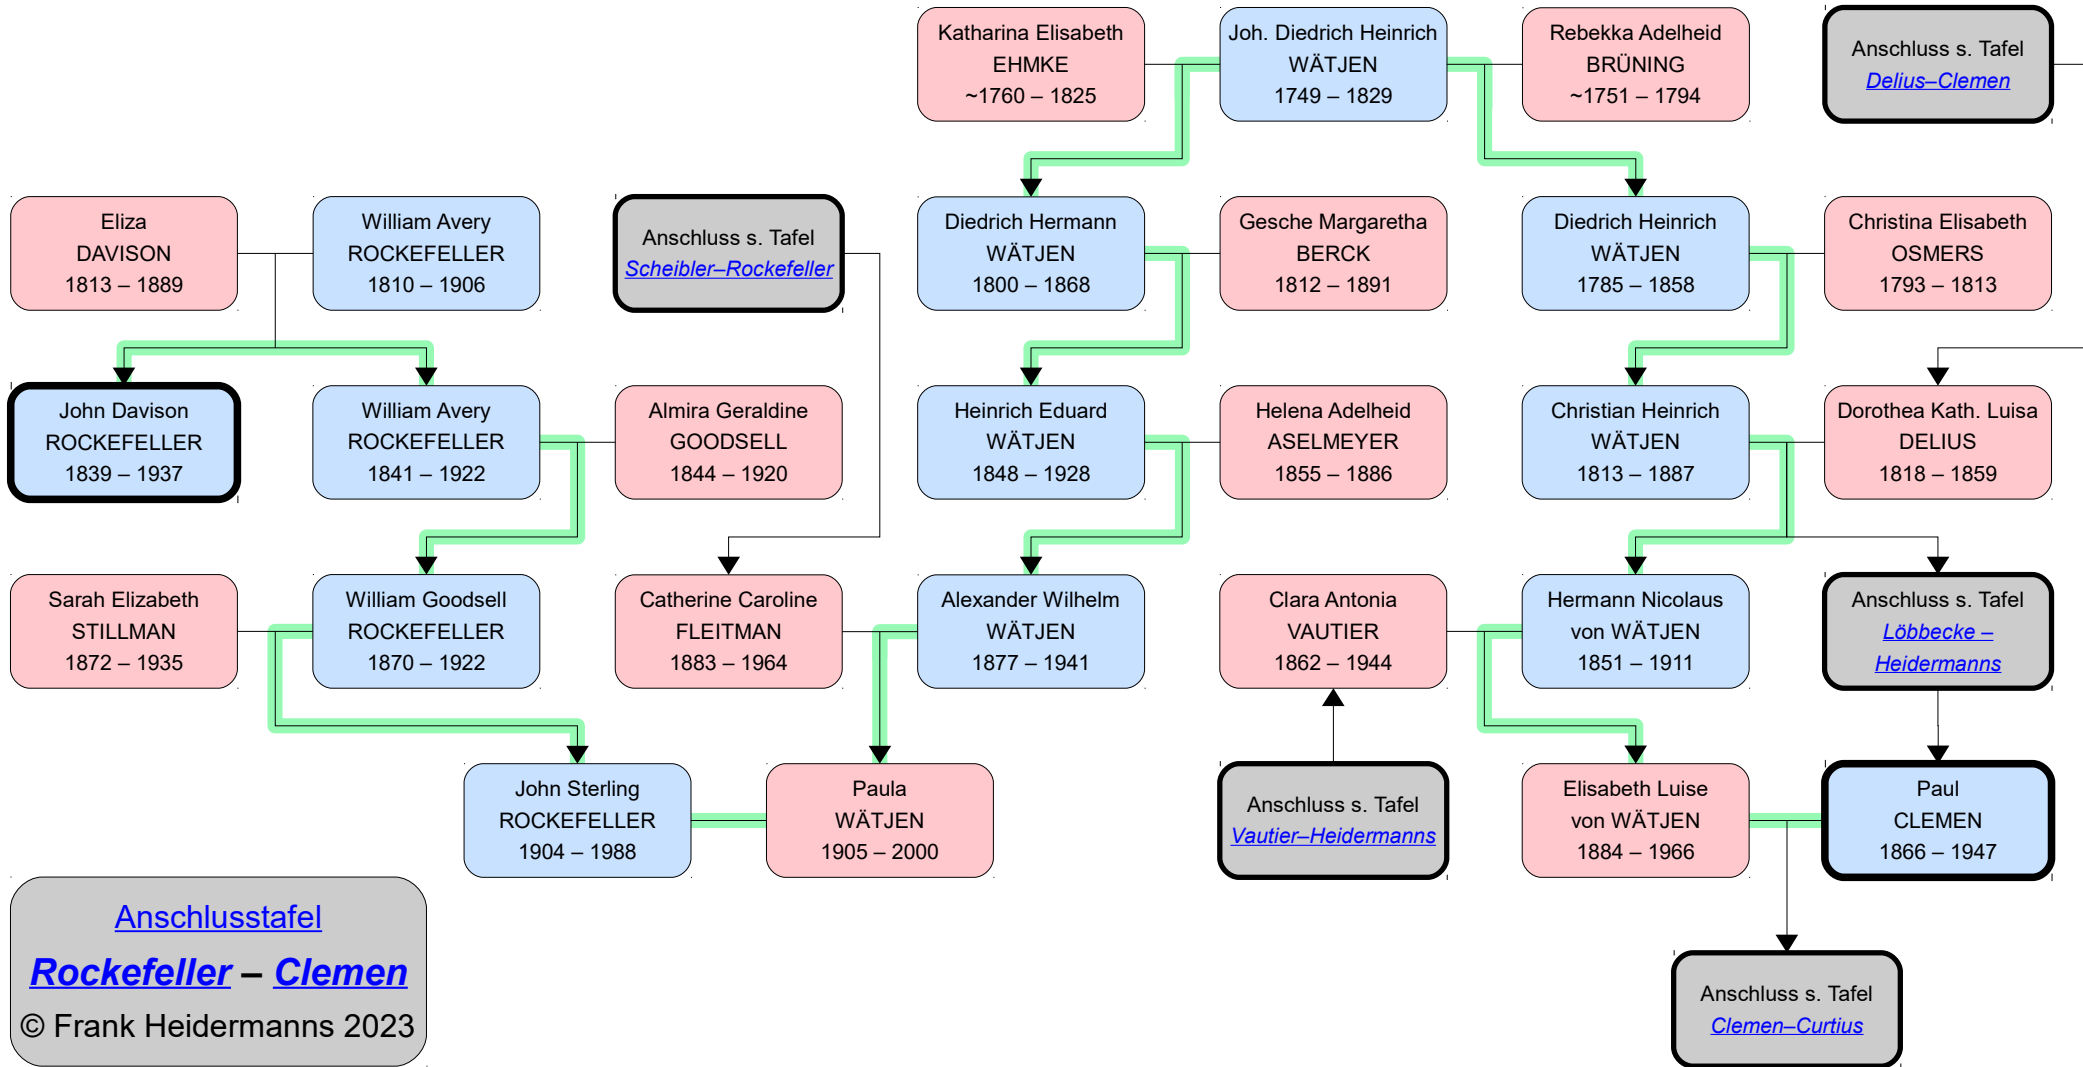 Katharina Elisabeth
EHMKE
~1760 – 1825
Joh. Diedrich Heinrich
WÄTJEN
1749 – 1829
Rebekka Adelheid
BRÜNING
~1751 – 1794
Anschluss s. Tafel
Delius–Clemen
Eliza
DAVISON
1813 – 1889
William Avery
ROCKEFELLER
1810 – 1906
Anschluss s. Tafel
Scheibler–Rockefeller
Diedrich Hermann
WÄTJEN
1800 – 1868
Gesche Margaretha
BERCK
1812 – 1891
Diedrich Heinrich
WÄTJEN
1785 – 1858
Christina Elisabeth
OSMERS
1793 – 1813
John Davison
ROCKEFELLER
1839 – 1937
William Avery
ROCKEFELLER
1841 – 1922
Almira Geraldine
GOODSELL
1844 – 1920
Heinrich Eduard
WÄTJEN
1848 – 1928
Helena Adelheid
ASELMEYER
1855 – 1886
Christian Heinrich
WÄTJEN
1813 – 1887
Dorothea Kath. Luisa
DELIUS
1818 – 1859
Sarah Elizabeth
STILLMAN
1872 – 1935
William Goodsell
ROCKEFELLER
1870 – 1922
Catherine Caroline
FLEITMAN
1883 – 1964
Alexander Wilhelm
WÄTJEN
1877 – 1941
Clara Antonia
VAUTIER
1862 – 1944
Hermann Nicolaus
von WÄTJEN
1851 – 1911
Anschluss s. Tafel
Löbbecke –
Heidermanns
John Sterling
ROCKEFELLER
1904 – 1988
Paula
WÄTJEN
1905 – 2000
Anschluss s. Tafel
Vautier–Heidermanns
Elisabeth Luise
von WÄTJEN
1884 – 1966
Paul
CLEMEN
1866 – 1947
Anschlusstafel
Rockefeller – Clemen
© Frank Heidermanns 2023
Anschluss s. Tafel
Clemen–Curtius